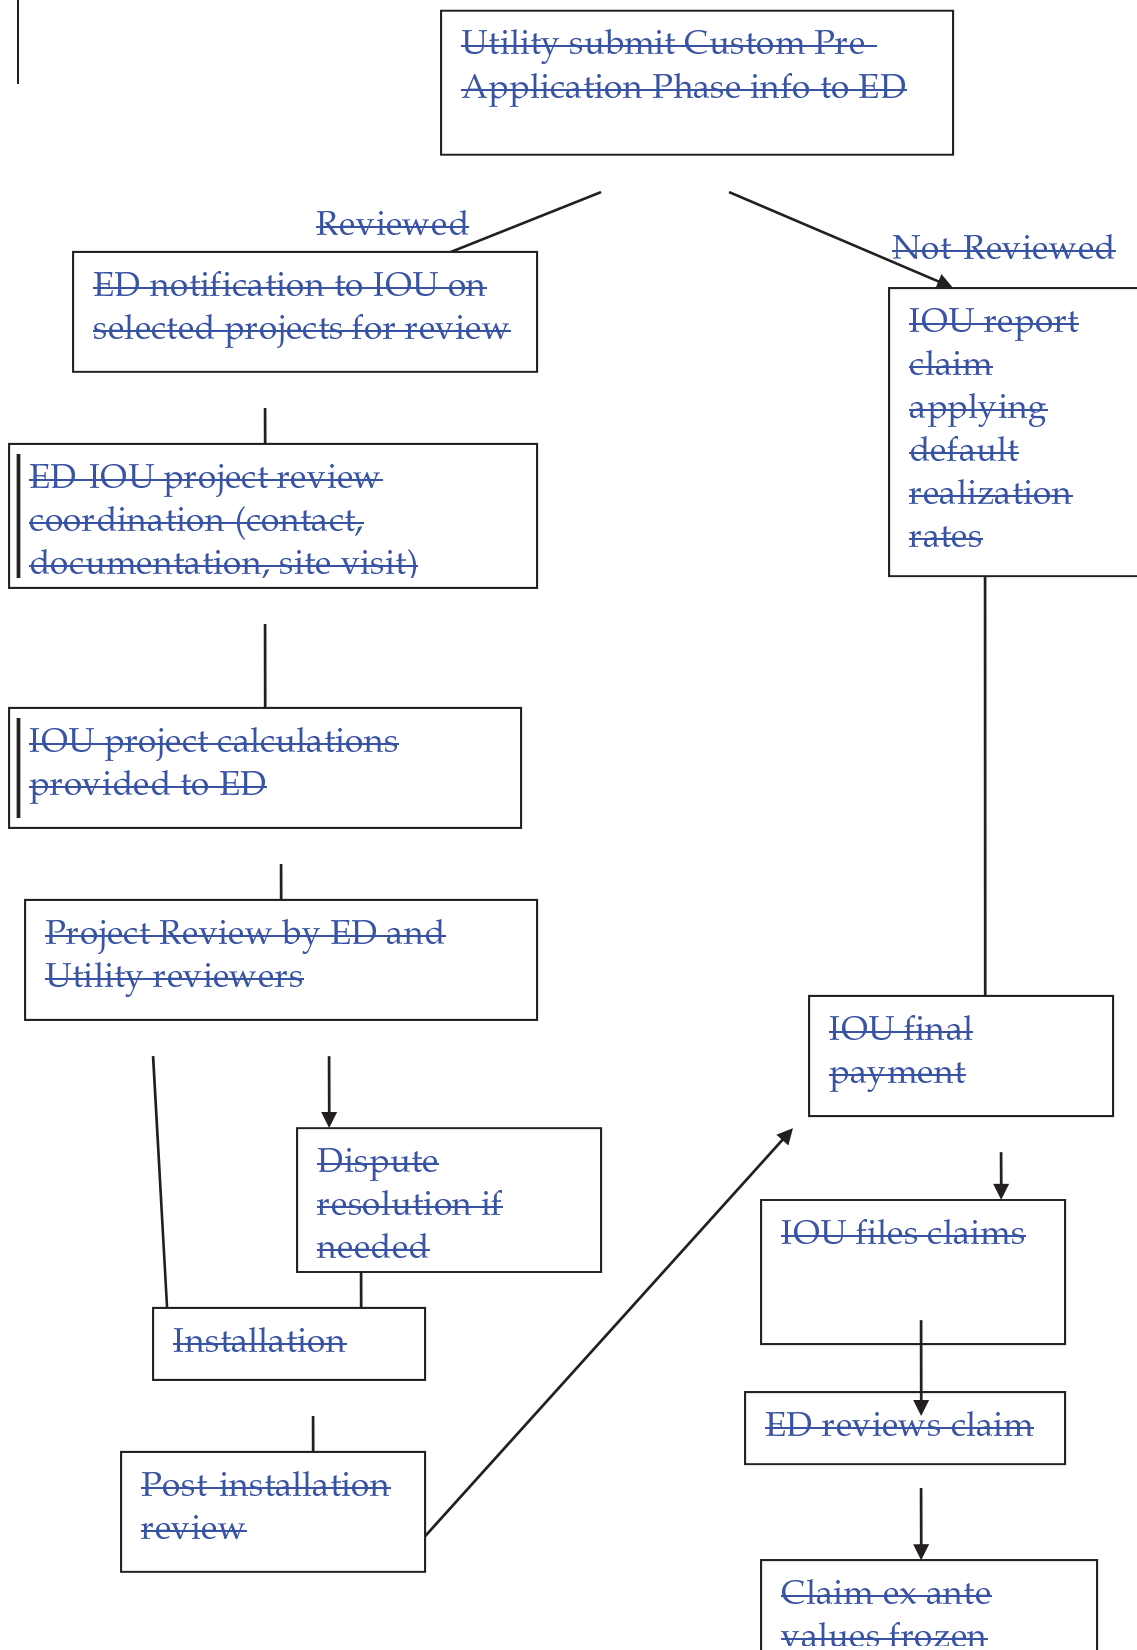 Utility submit Custom Pre-
Application Phase info to ED
Reviewed
Not Reviewed
ED notification to IOU on
selected projects for review
IOU report
claim
applying
default
realization
rates
ED IOU project review
coordination (contact,
documentation, site visit)
IOU project calculations
provided to ED
Project Review by ED and
Utility reviewers
IOU final
payment
Dispute
resolution if
needed
IOU files claims
Installation
ED reviews claim
Post installation
review
Claim ex ante
values frozen